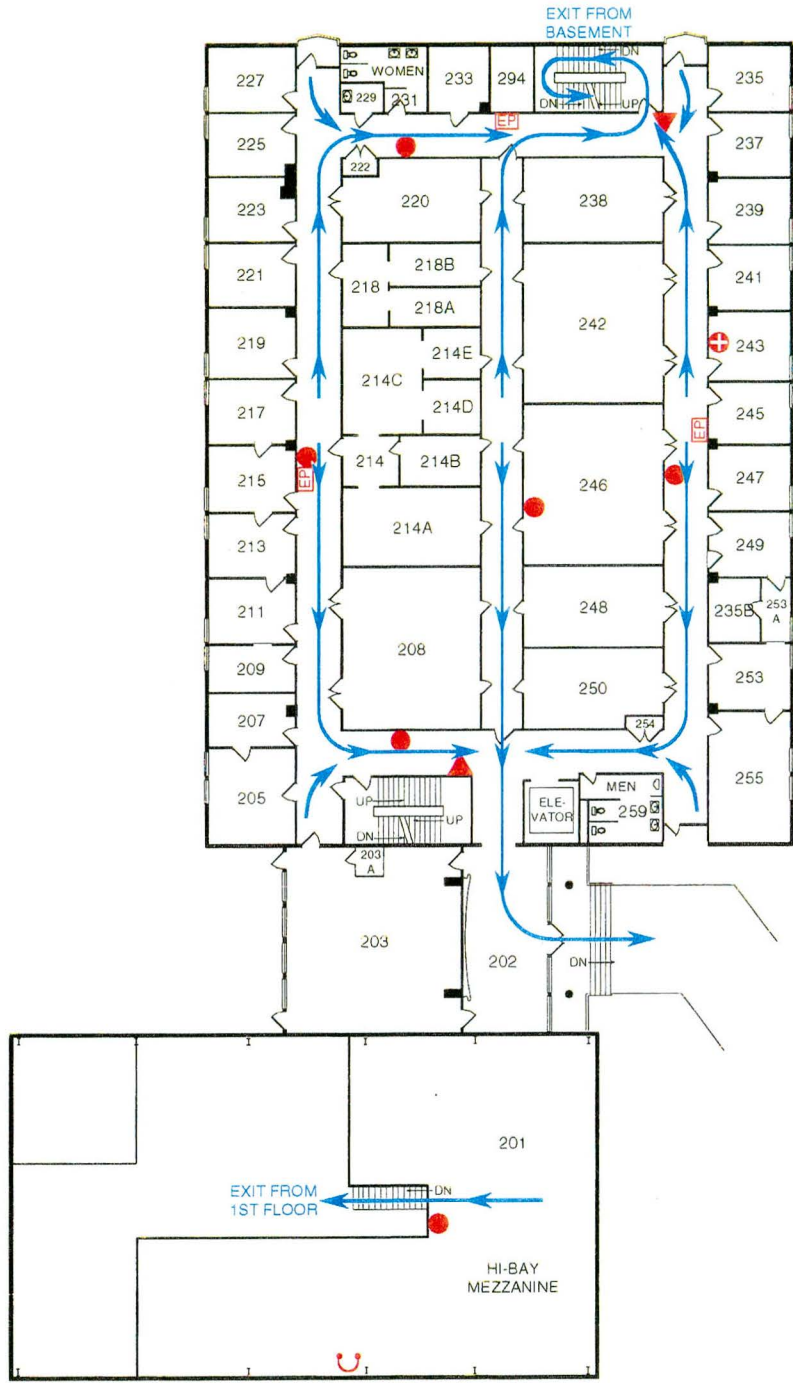 EXIT FROM
BASEMENT
DN
227
WOMEN
233
294
235
229
231
DN
UP
EP
225
237
222
223
220
238
239
221
218B
241
218
242
218A
219
214E
243
214C
217
214D
245
EP
215
214
214B
246
247
EP
213
214A
249
211
248
235B
253
A
209
208
253
207
250
254
205
UP
UP
DN
ELE-
VATOR
MEN
259
255
203
A
203
202
DN
201
EXIT FROM
1ST FLOOR
DN
HI-BAY
MEZZANINE